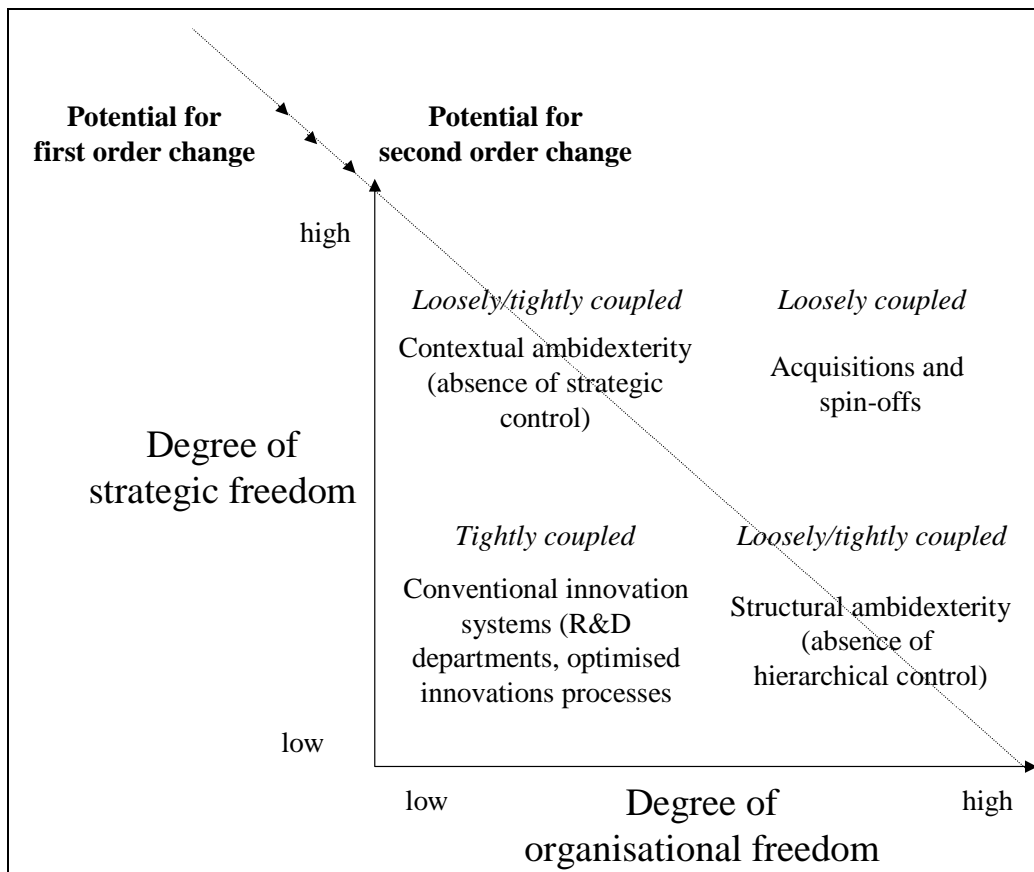 Potential for
first order change
Potential for
second order change
high
Loosely/tightly coupled
Contextual ambidexterity
(absence of strategic
control)
Loosely coupled
Acquisitions and
spin-offs
Degree of
strategic freedom
Tightly coupled
Conventional innovation
systems (R&D
departments, optimised
innovations processes
Loosely/tightly coupled
Structural ambidexterity
(absence of
hierarchical control)
low
low
Degree of
organisational freedom
high